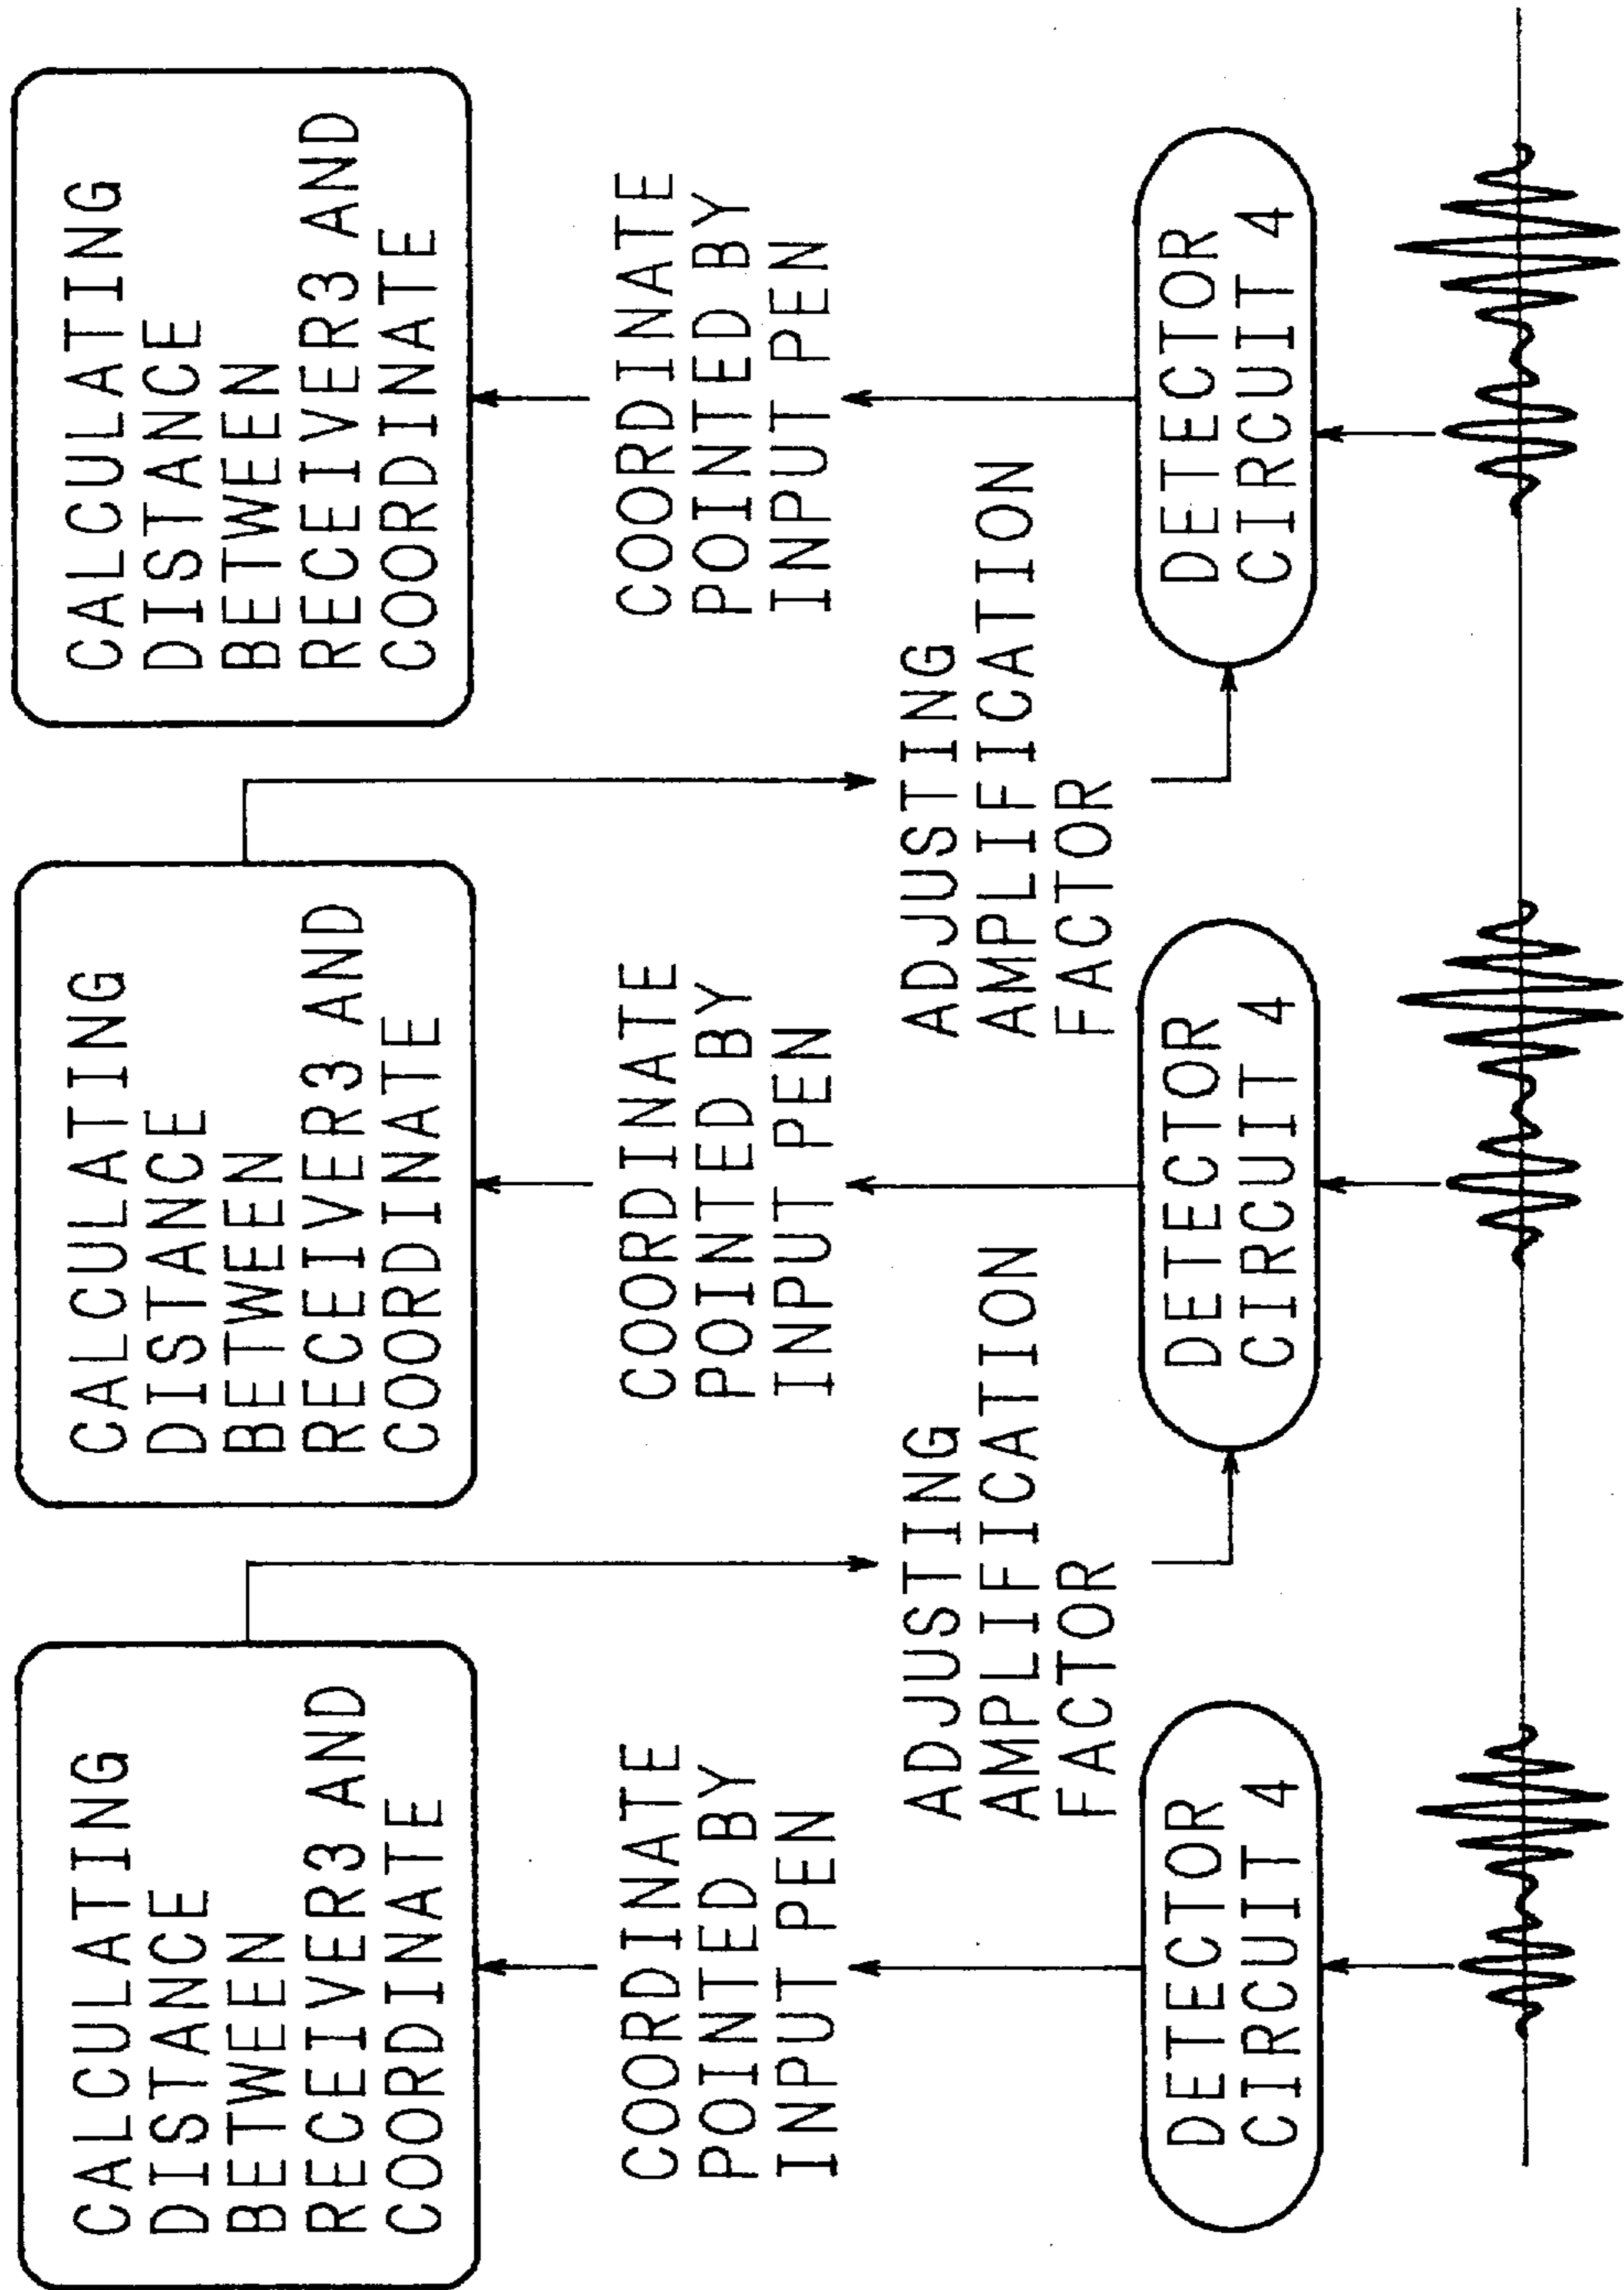 CALCULATING
DISTANCE
BETWEEN
RECEIVER3 AND
COORDINATE
COORDINATE
POINTED BY
INPUT PEN
DETECTOR
CIRCUIT 4
ADJUSTING
AMPLIFICATION
FACTOR
CALCULATING
DISTANCE
BETWEEN
RECEIVER3 AND
COORDINATE
COORDINATE
POINTED BY
INPUT PEN
DETECTOR
CIRCUIT 4
ADJUSTING
AMPLIFICATION
FACTOR
CALCULATING
DISTANCE
BETWEEN
RECEIVER3 AND
COORDINATE
COORDINATE
POINTED BY
INPUT PEN
DETECTOR
CIRCUIT 4